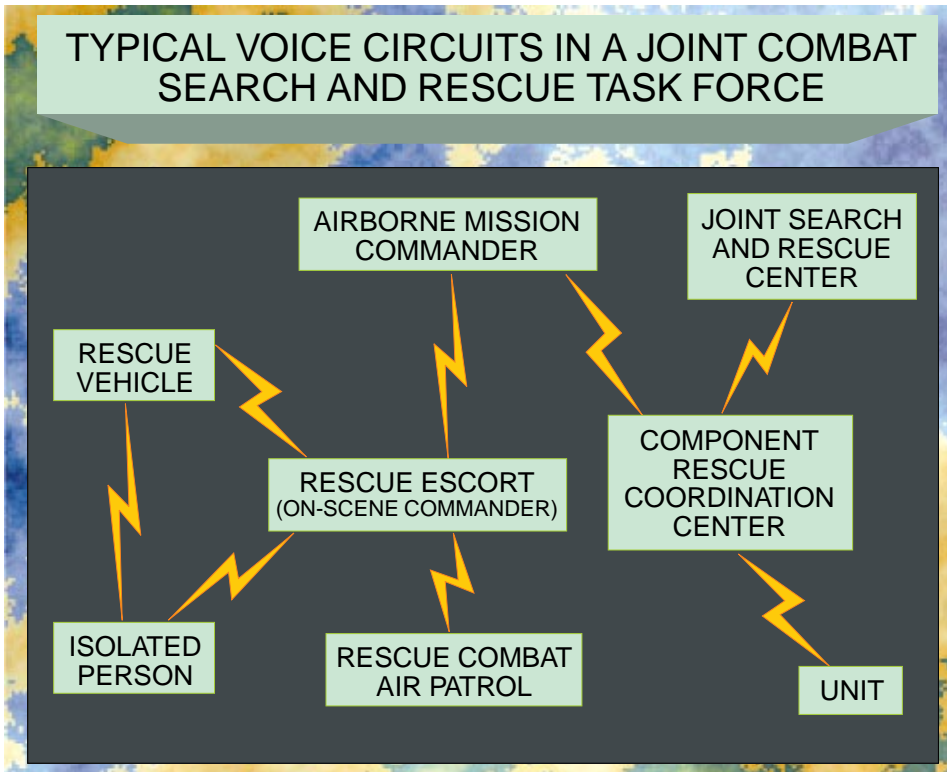 TYPICAL VOICE CIRCUITS IN A JOINT COMBAT
SEARCH AND RESCUE TASK FORCE
AIRBORNE MISSION
COMMANDER
JOINT SEARCH
AND RESCUE
CENTER
RESCUE
VEHICLE
RESCUE ESCORT
(ON-SCENE COMMANDER)
COMPONENT
RESCUE
COORDINATION
CENTER
ISOLATED
PERSON
RESCUE COMBAT
AIR PATROL
UNIT